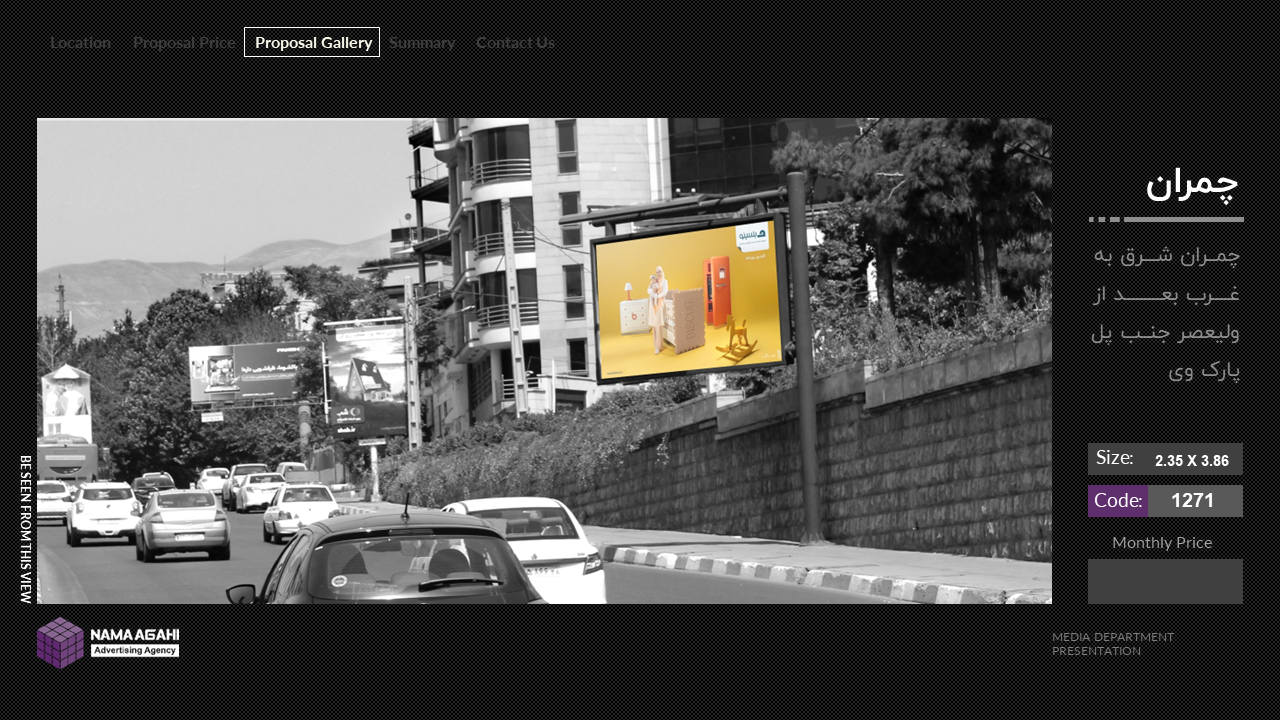 Location Proposal Price Proposal Gallery Summary Contact Us
چمران
چمران شرق به
غرب بعد از
ولیعصر جنب پل
پارک وی
Size: 2.35 X 3.86
Code: 1271
Monthly Price
BE SEEN FROM THIS VIEW
NAMA AGAHI
Advertising Agency
MEDIA DEPARTMENT
PRESENTATION